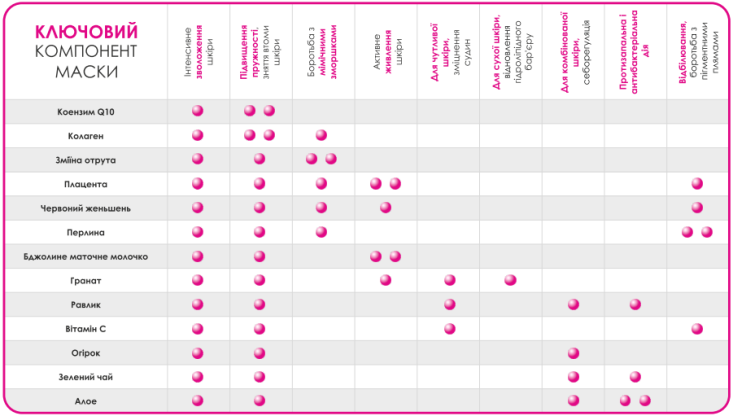 КЛЮЧОВИЙ
КОМПОНЕНТ
МАСКИ
Інтенсивне
зволоження
шкіри
Підвищення
пружності,
зняття втоми
шкіри
Боротьба з
мімічними
зморшками
Активне
живлення
шкіри
Для чутливої
шкіри,
зміцнення
судин
Для сухої шкіри,
відновлення
гідроліпідного
бар'єру
Для комбінованої
шкіри,
себорегуляція
Протизапальна і
антибактеріальна
дія
Відбілювання,
боротьба з
пігментними
плямами
Коензим Q10
Колаген
Зміїна отрута
Плацента
Червоний женьшень
Перлина
Бджолине маточне молочко
Гранат
Равлик
Вітамін С
Огірок
Зелений чай
Алое